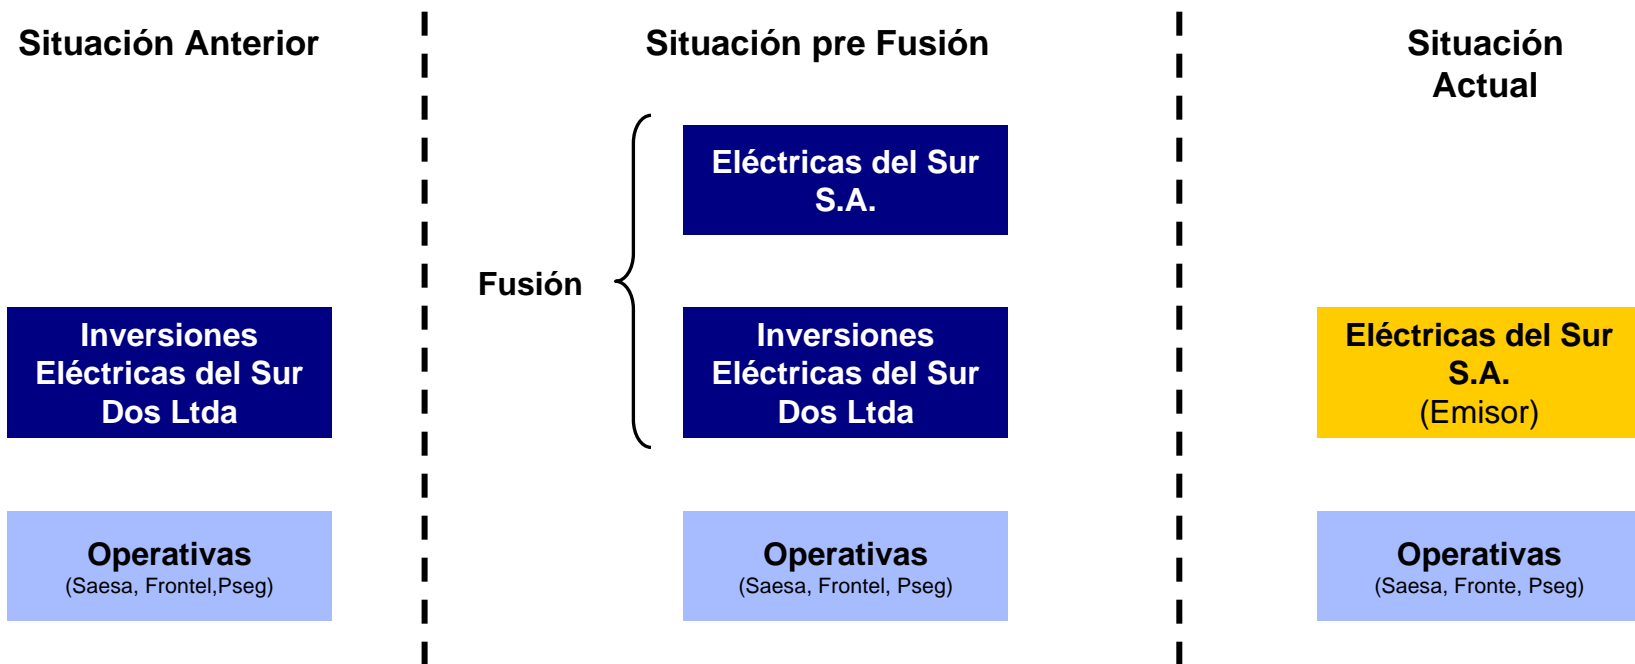 Situación Anterior
Inversiones
Eléctricas del Sur
Dos Ltda
Operativas
(Saesa, Frontel,Pseg)
Situación pre Fusión
Fusión
Eléctricas del Sur
S.A.
Inversiones
Eléctricas del Sur
Dos Ltda
Operativas
(Saesa, Frontel, Pseg)
Situación
Actual
Eléctricas del Sur
S.A.
(Emisor)
Operativas
(Saesa, Fronte, Pseg)